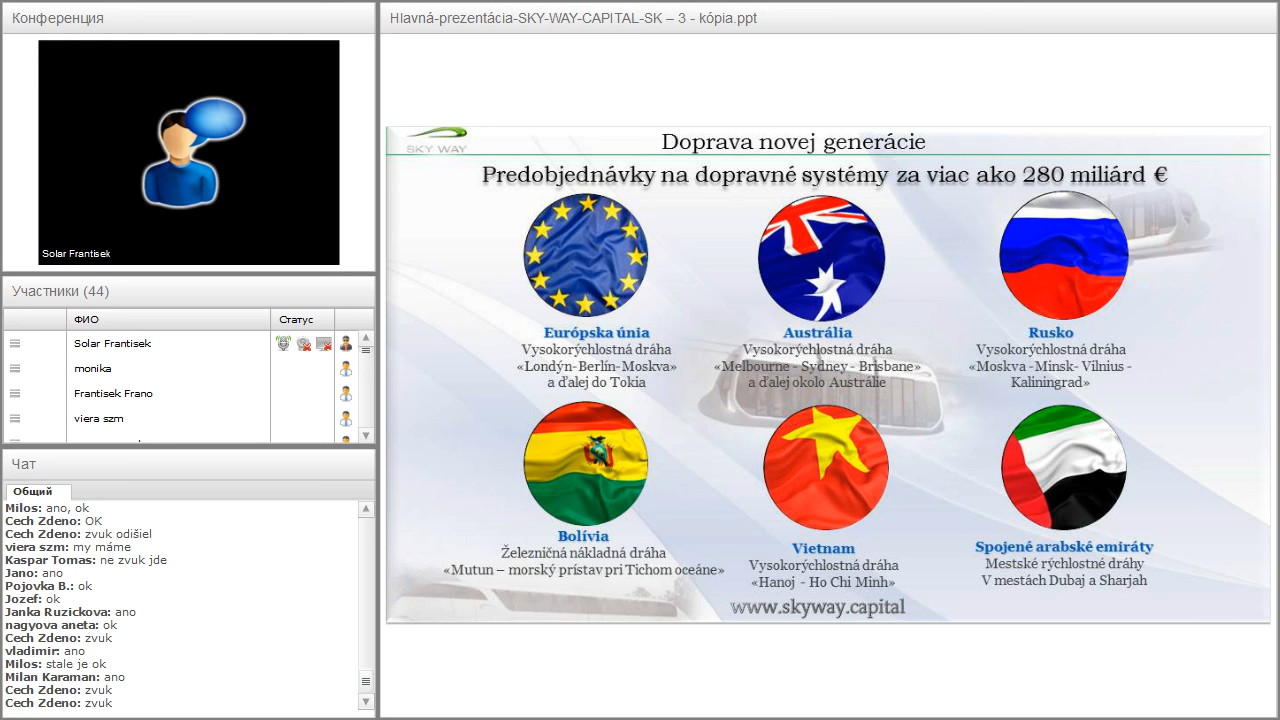 Конференция
Solar Frantisek
Участники (44)
ФИО
Статус
Solar Frantisek
monika
Frantisek Frano
viera szm
Чат
Общий
Milos: ano, ok
Cech Zdeno: OK
Cech Zdeno: zvuk odišiel
viera szm: my máme
Kaspar Tomas: ne zvuk jde
Jano: ano
Pojovka B.: ok
Jozef: ok
Janka Ruzickova: ano
nagyova aneta: ok
Cech Zdeno: zvuk
vladimir: ano
Milos: stale je ok
Milan Karaman: ano
Cech Zdeno: zvuk
Cech Zdeno: zvuk
Hlavná-prezentácia-SKY-WAY-CAPITAL-SK – 3 - kópia.ppt
SKY WAY
Doprava novej generácie
Predobjednávky na dopravné systémy za viac ako 280 miliárd €
Európska únia
Vysokorýchlostná dráha
«Londýn-Berlín-Moskva»
a ďalej do Tokia
Austrália
Vysokorýchlostná dráha
«Melbourne - Sydney - Brisbane»
a ďalej okolo Austrálie
Rusko
Vysokorýchlostná dráha
«Moskva -Minsk- Vilnius -
Kaliningrad»
Bolívia
Železničná nákladná dráha
«Mutun – morský prístav pri Tichom oceáne»
Vietnam
Vysokorýchlostná dráha
«Hanoj - Ho Chi Minh»
Spojené arabské emiráty
Mestské rýchlostné dráhy
V mestách Dubaj a Sharjah
www.skyway.capital